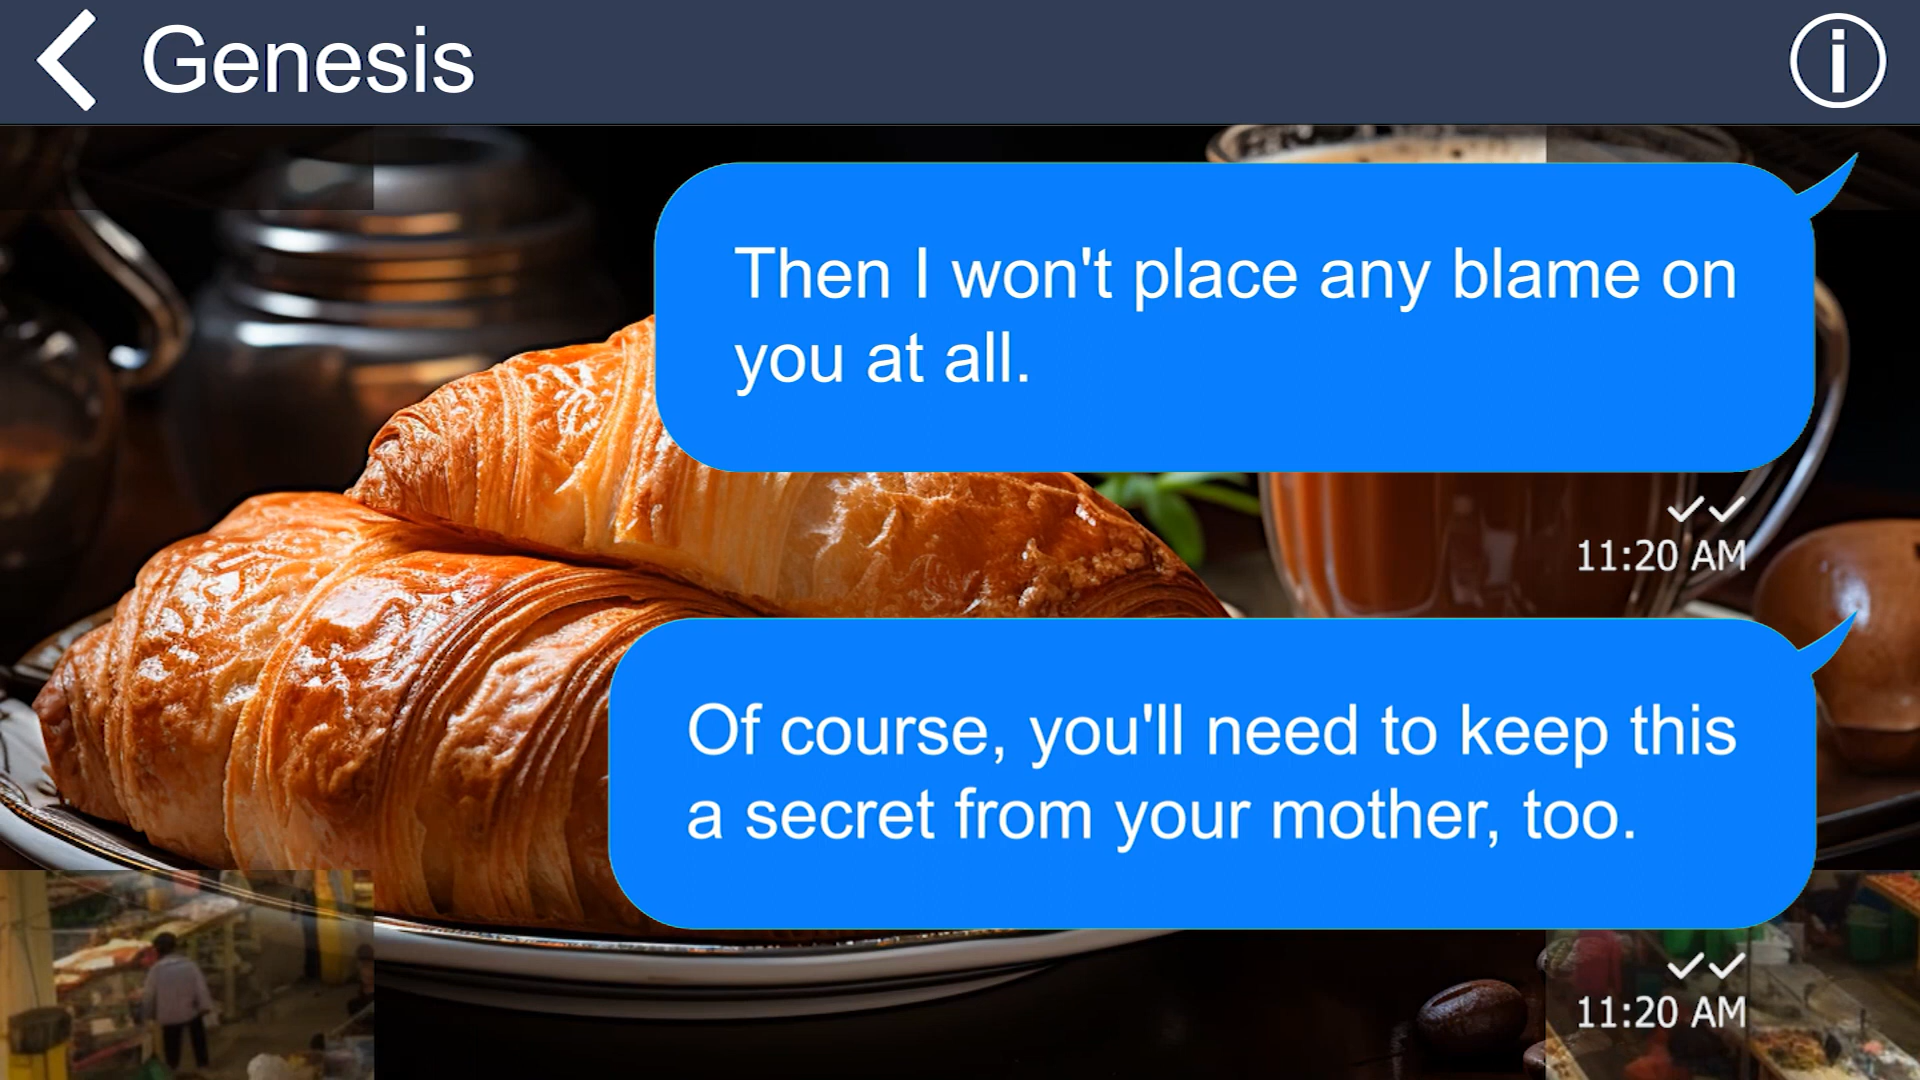 Genesis
Then I won't place any blame on
you at all.
11:20 AM
Of course, you'll need to keep this
a secret from your mother, too.
11:20 AM